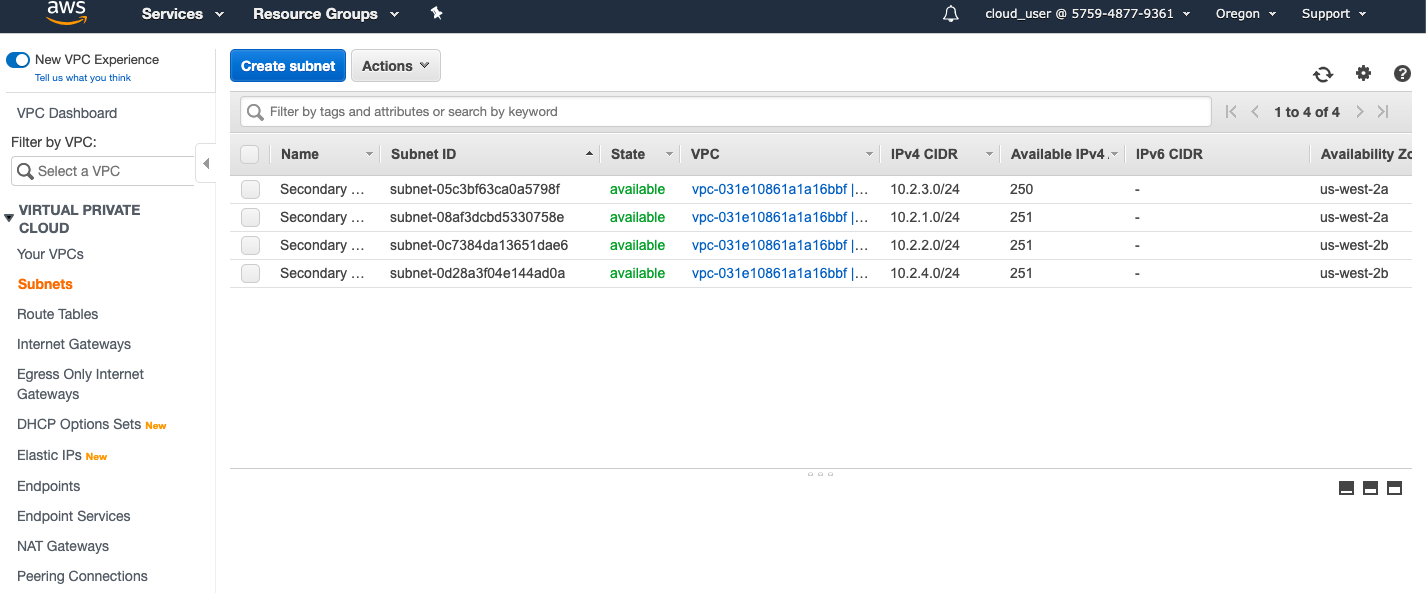 aws
Services
Resource Groups
cloud_user @ 5759-4877-9361
Oregon
Support
New VPC Experience
Tell us what you think
VPC Dashboard
Filter by VPC:
Select a VPC
VIRTUAL PRIVATE
CLOUD
Your VPCs
Subnets
Route Tables
Internet Gateways
Egress Only Internet
Gateways
DHCP Options Sets New
Elastic IPs New
Endpoints
Endpoint Services
NAT Gateways
Peering Connections
Create subnet
Actions
Filter by tags and attributes or search by keyword
1 to 4 of 4
Name Subnet ID State VPC IPv4 CIDR Available IPv4 IPv6 CIDR Availability Zo
Secondary ... subnet-05c3bf63ca0a5798f available vpc-031e10861a1a16bbf |... 10.2.3.0/24 250 - us-west-2a
Secondary ... subnet-08af3dcbd5330758e available vpc-031e10861a1a16bbf |... 10.2.1.0/24 251 - us-west-2a
Secondary ... subnet-0c7384da13651dae6 available vpc-031e10861a1a16bbf |... 10.2.2.0/24 251 - us-west-2b
Secondary ... subnet-0d28a3f04e144ad0a available vpc-031e10861a1a16bbf |... 10.2.4.0/24 251 - us-west-2b